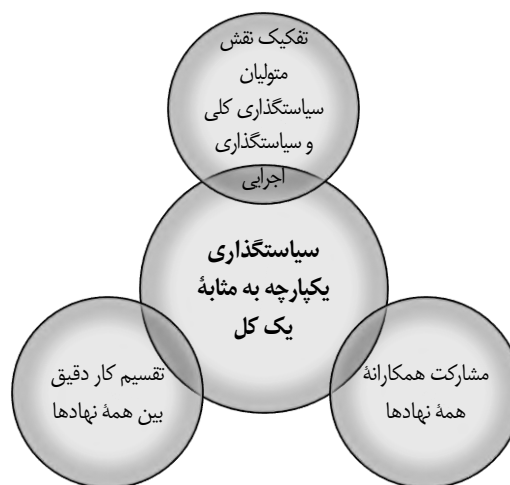 تفکیک نقش
متولیان
سیاستگذاری کلی
و سیاستگذاری
اجرایی
سیاستگذاری
یکپارچه به مثابهٔ
یک کل
مشارکت همکارانهٔ
همهٔ نهادها
تقسیم کار دقیق
بین همهٔ نهادها